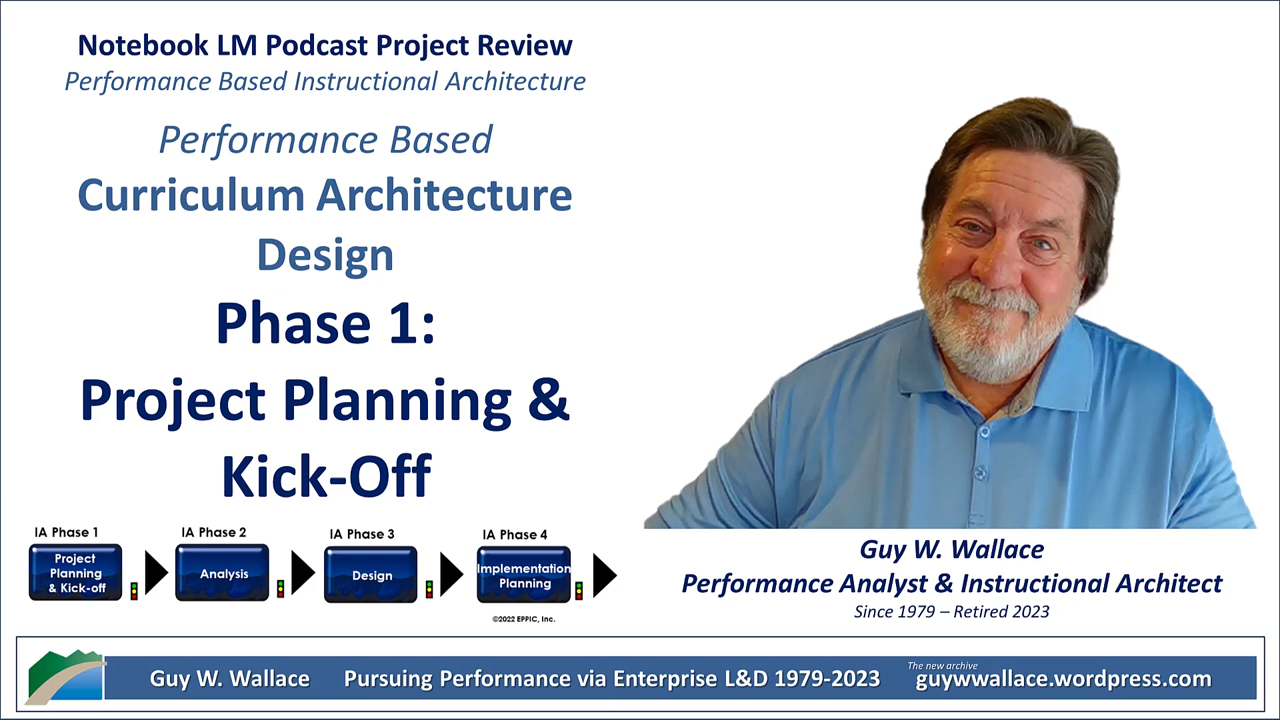 Notebook LM Podcast Project Review
Performance Based Instructional Architecture
Performance Based
Curriculum Architecture
Design
Phase 1:
Project Planning &
Kick-Off
IA Phase 1
Project
Planning
& Kick-off
IA Phase 2
Analysis
IA Phase 3
Design
IA Phase 4
Implementation
Planning
©2022 EPPIC, Inc.
Guy W. Wallace
Performance Analyst & Instructional Architect
Since 1979 – Retired 2023
Guy W. Wallace
Pursuing Performance via Enterprise L&D 1979-2023
The new archive
guywwallace.wordpress.com